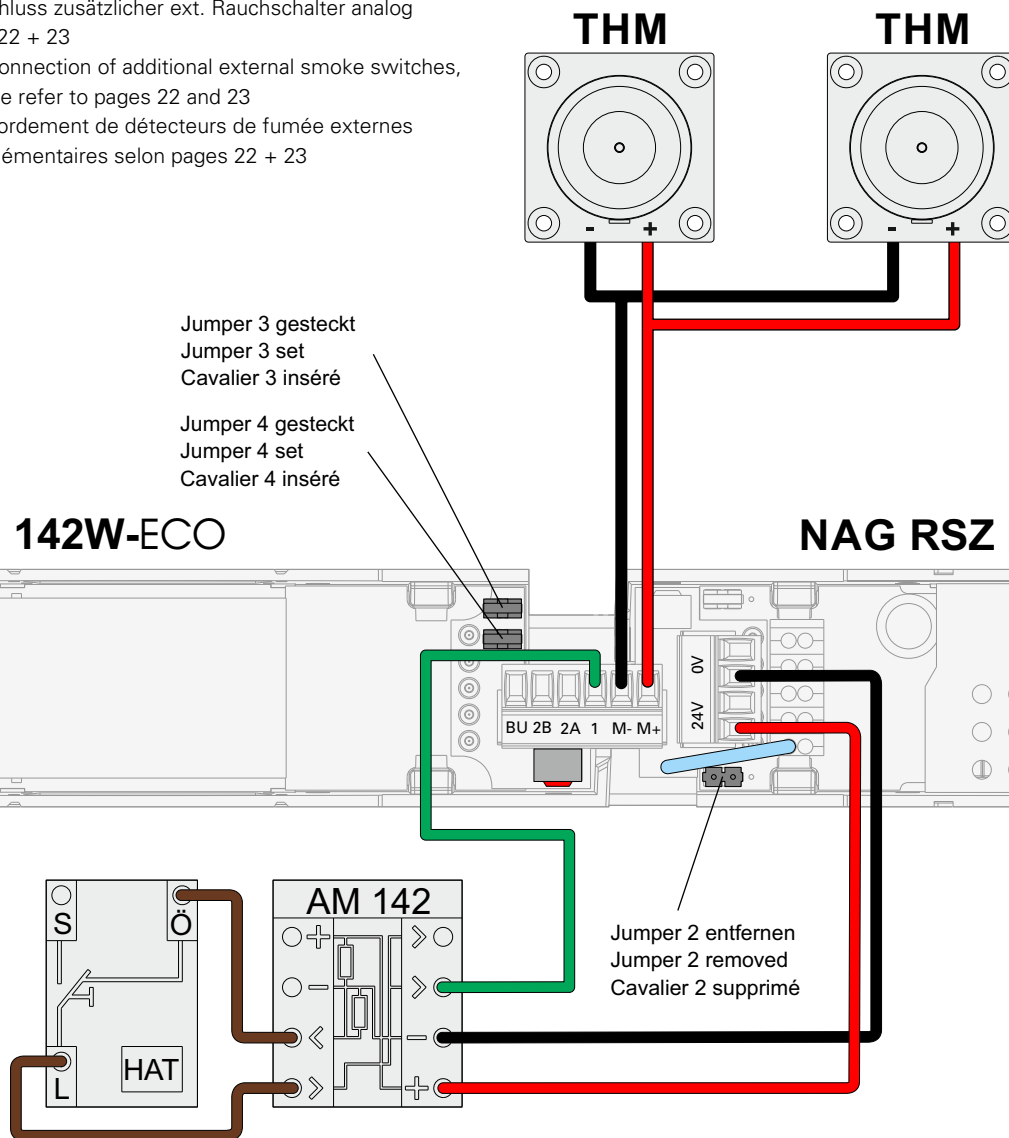 hluss zusätzlicher ext. Rauchschalter analog
22 + 23
onnection of additional external smoke switches,
e refer to pages 22 and 23
ordement de détecteurs de fumée externes
émentaires selon pages 22 + 23
THM
THM
- +
- +
Jumper 3 gesteckt
Jumper 3 set
Cavalier 3 inséré
Jumper 4 gesteckt
Jumper 4 set
Cavalier 4 inséré
142W-ECO
NAG RSZ
0V
24V
BU 2B 2A 1 M- M+
Jumper 2 entfernen
Jumper 2 removed
Cavalier 2 supprimé
S
Ö
L
HAT
AM 142
+ >
- >
< -
> +